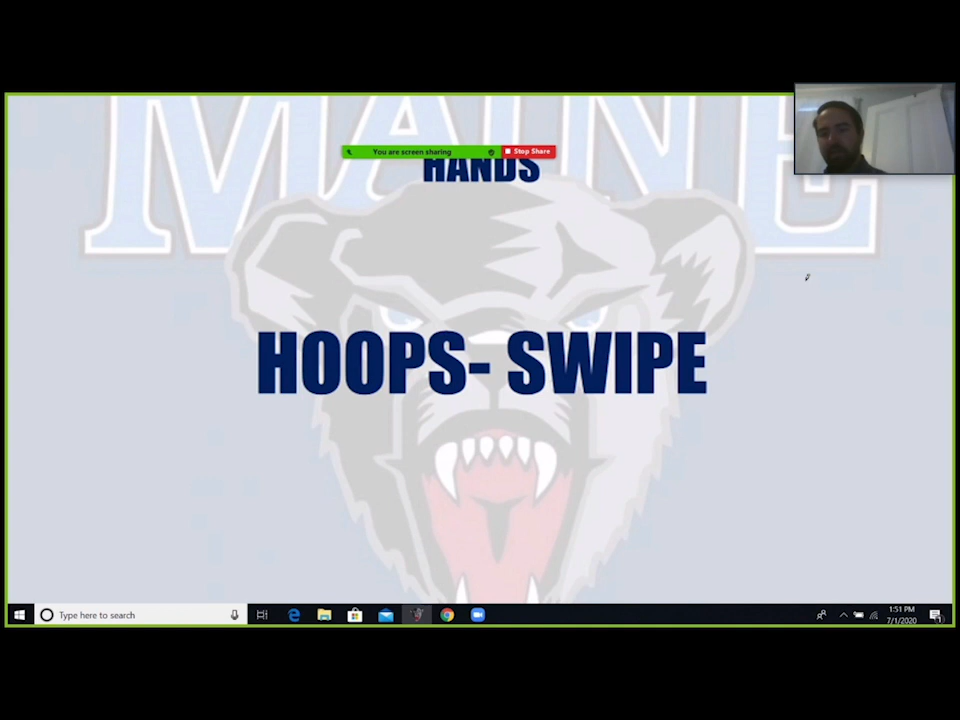 MAINE
You are screen sharing
Stop Share
HANDS
HOOPS- SWIPE
Type here to search
1:51 PM
7/1/2020